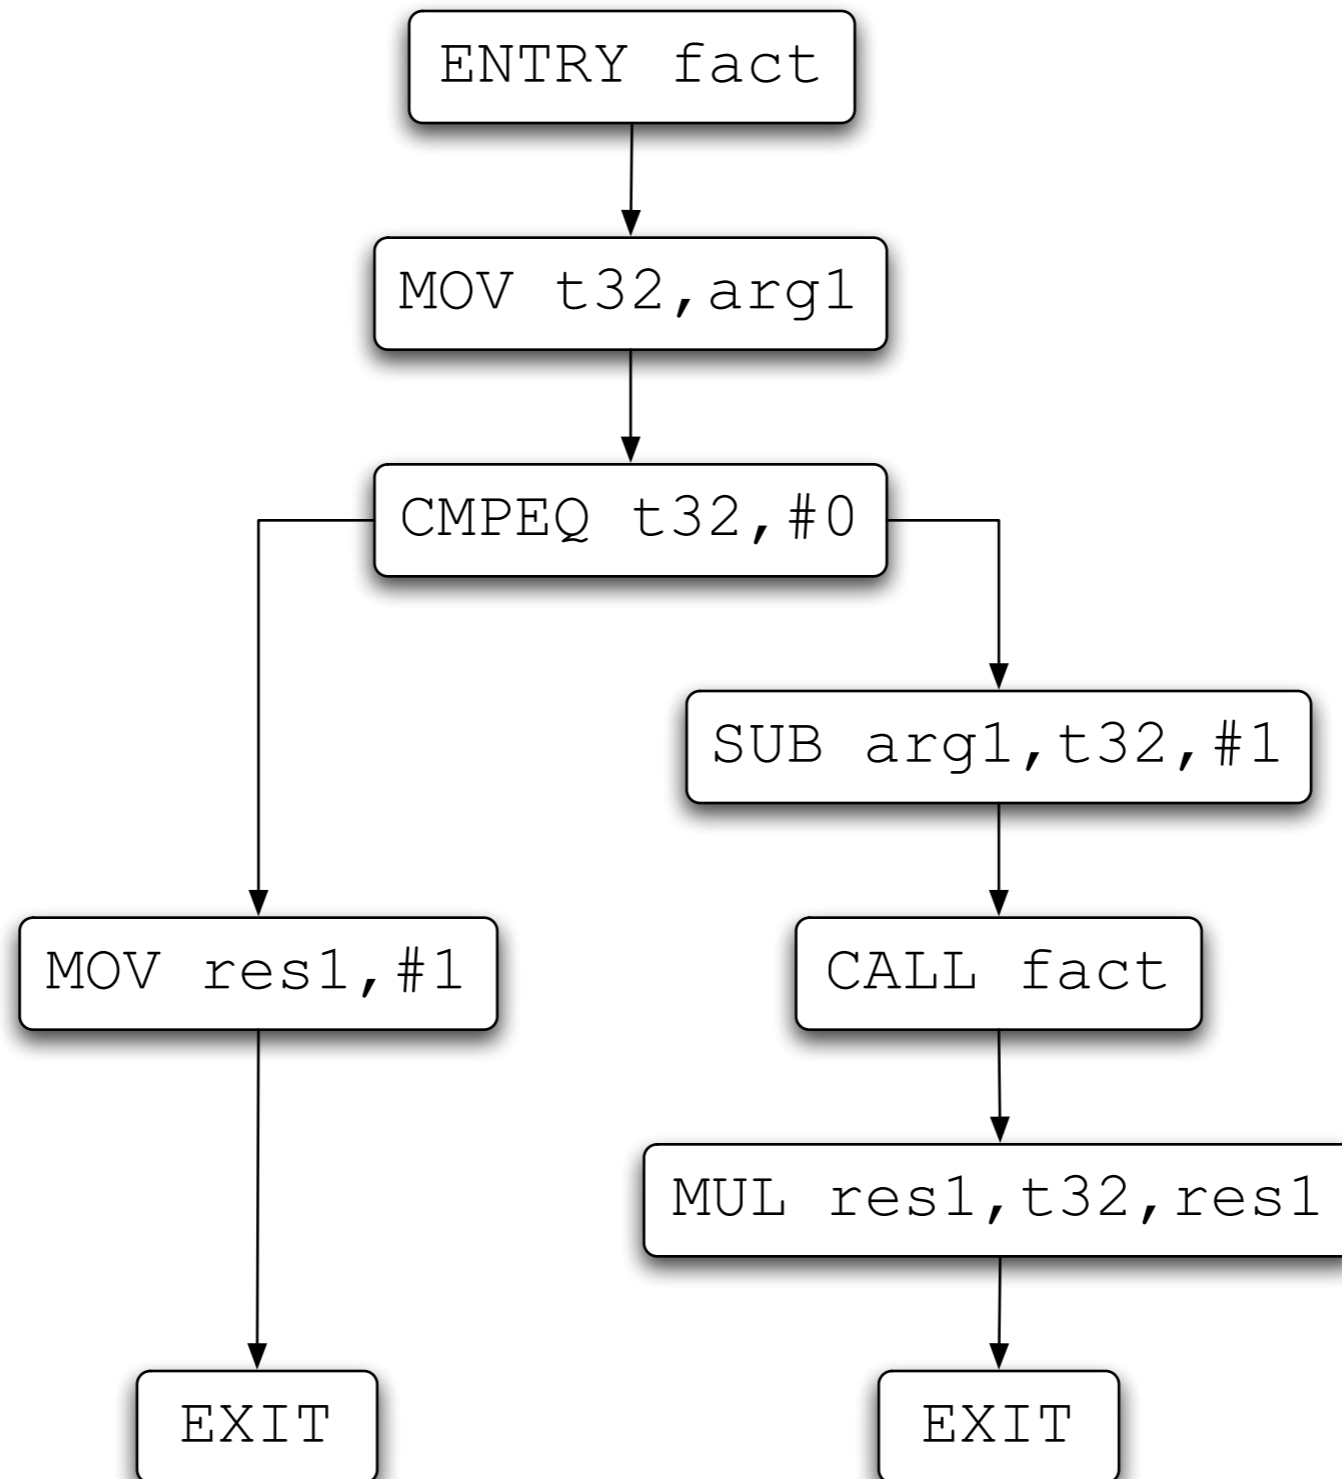 ENTRY fact
MOV t32,arg1
CMPEQ t32,#0
SUB arg1,t32,#1
MOV res1,#1
CALL fact
MUL res1,t32,res1
EXIT
EXIT